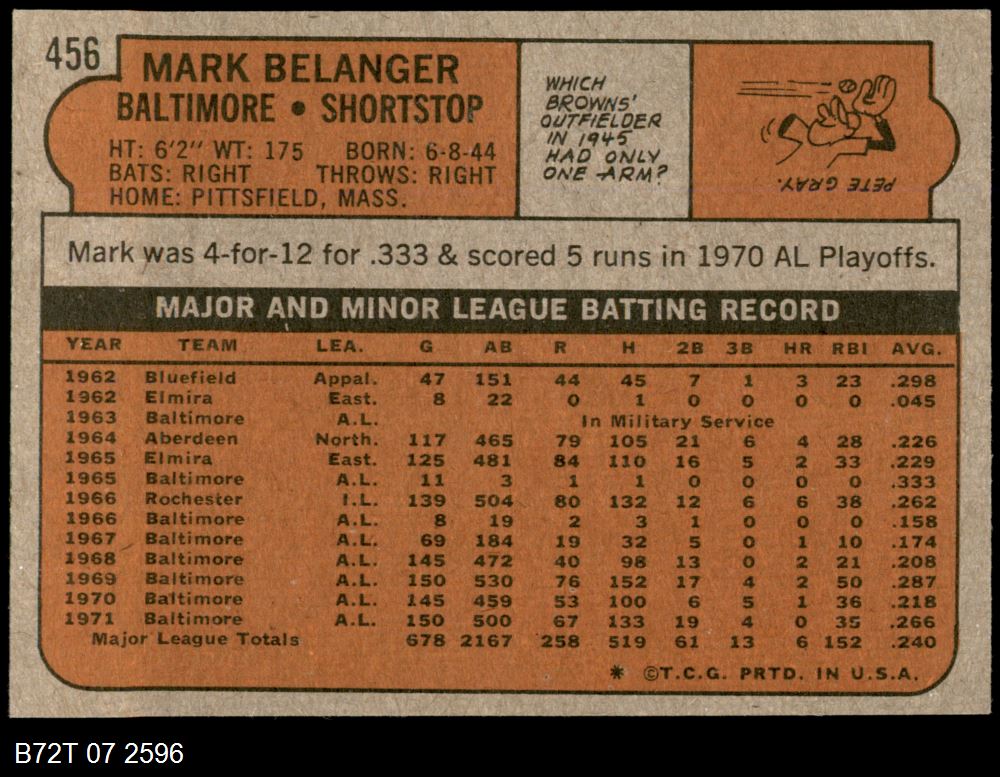 456
MARK BELANGER
BALTIMORE • SHORTSTOP
HT: 6'2" WT: 175 BORN: 6-8-44
BATS: RIGHT THROWS: RIGHT
HOME: PITTSFIELD, MASS.
WHICH
BROWNS'
OUTFIELDER
IN 1945
HAD ONLY
ONE ARM?
PETE GRAY.
Mark was 4-for-12 for .333 & scored 5 runs in 1970 AL Playoffs.
MAJOR AND MINOR LEAGUE BATTING RECORD
YEAR TEAM LEA. G AB R H 2B 3B HR RBI AVG.
1962 Bluefield Appal. 47 151 44 45 7 1 3 23 .298
1962 Elmira East. 8 22 0 1 0 0 0 0 .045
1963 Baltimore A.L. In Military Service
1964 Aberdeen North. 117 465 79 105 21 6 4 28 .226
1965 Elmira East. 125 481 84 110 16 5 2 33 .229
1965 Baltimore A.L. 11 3 1 1 0 0 0 0 .333
1966 Rochester I.L. 139 504 80 132 12 6 6 38 .262
1966 Baltimore A.L. 8 19 2 3 1 0 0 0 .158
1967 Baltimore A.L. 69 184 19 32 5 0 1 10 .174
1968 Baltimore A.L. 145 472 40 98 13 0 2 21 .208
1969 Baltimore A.L. 150 530 76 152 17 4 2 50 .287
1970 Baltimore A.L. 145 459 53 100 6 5 1 36 .218
1971 Baltimore A.L. 150 500 67 133 19 4 0 35 .266
Major League Totals 678 2167 258 519 61 13 6 152 .240
* ©T.C.G. PRTD. IN U.S.A.
B72T 07 2596